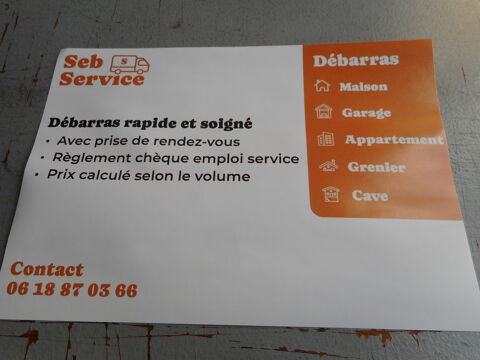 Seb
Service
S
Débarras rapide et soigné
• Avec prise de rendez-vous
• Règlement chèque emploi service
• Prix calculé selon le volume
Contact
06 18 87 03 66
Débarras
Maison
Garage
Appartement
Grenier
Cave